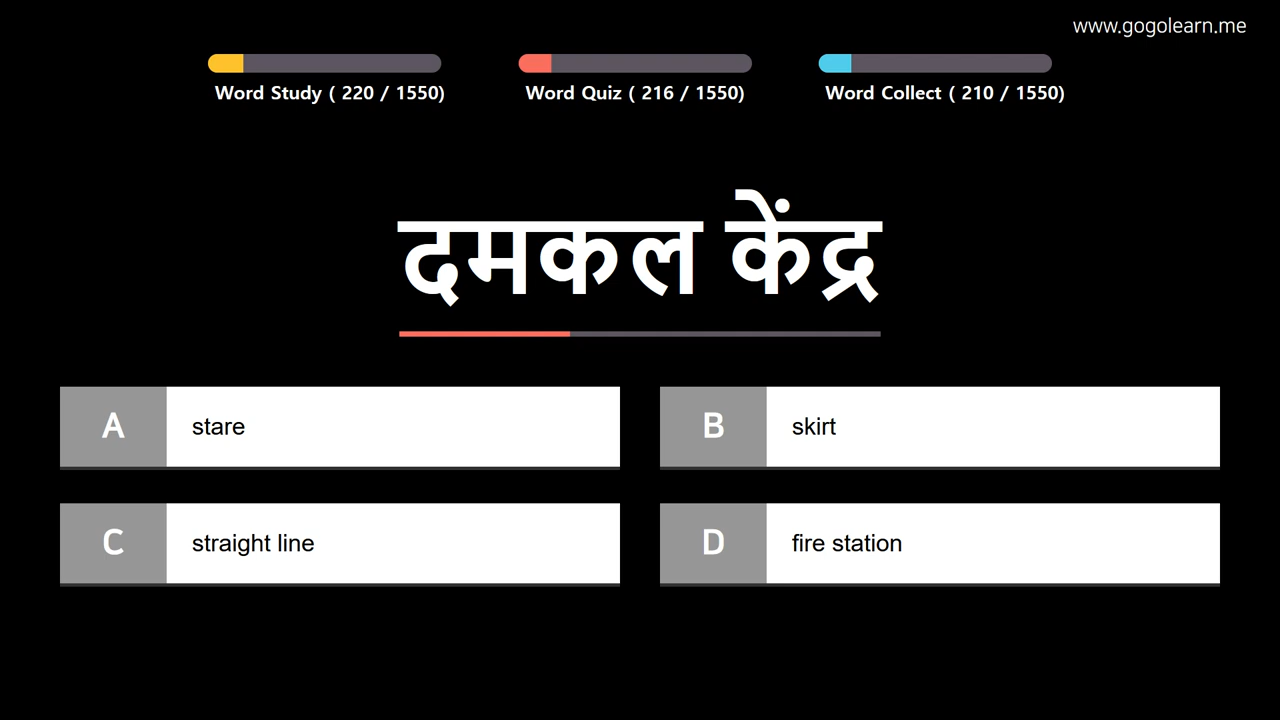 www.gogolearn.me
Word Study ( 220 / 1550)
Word Quiz ( 216 / 1550)
Word Collect ( 210 / 1550)
दमकल केंद्र
A stare
B skirt
C straight line
D fire station